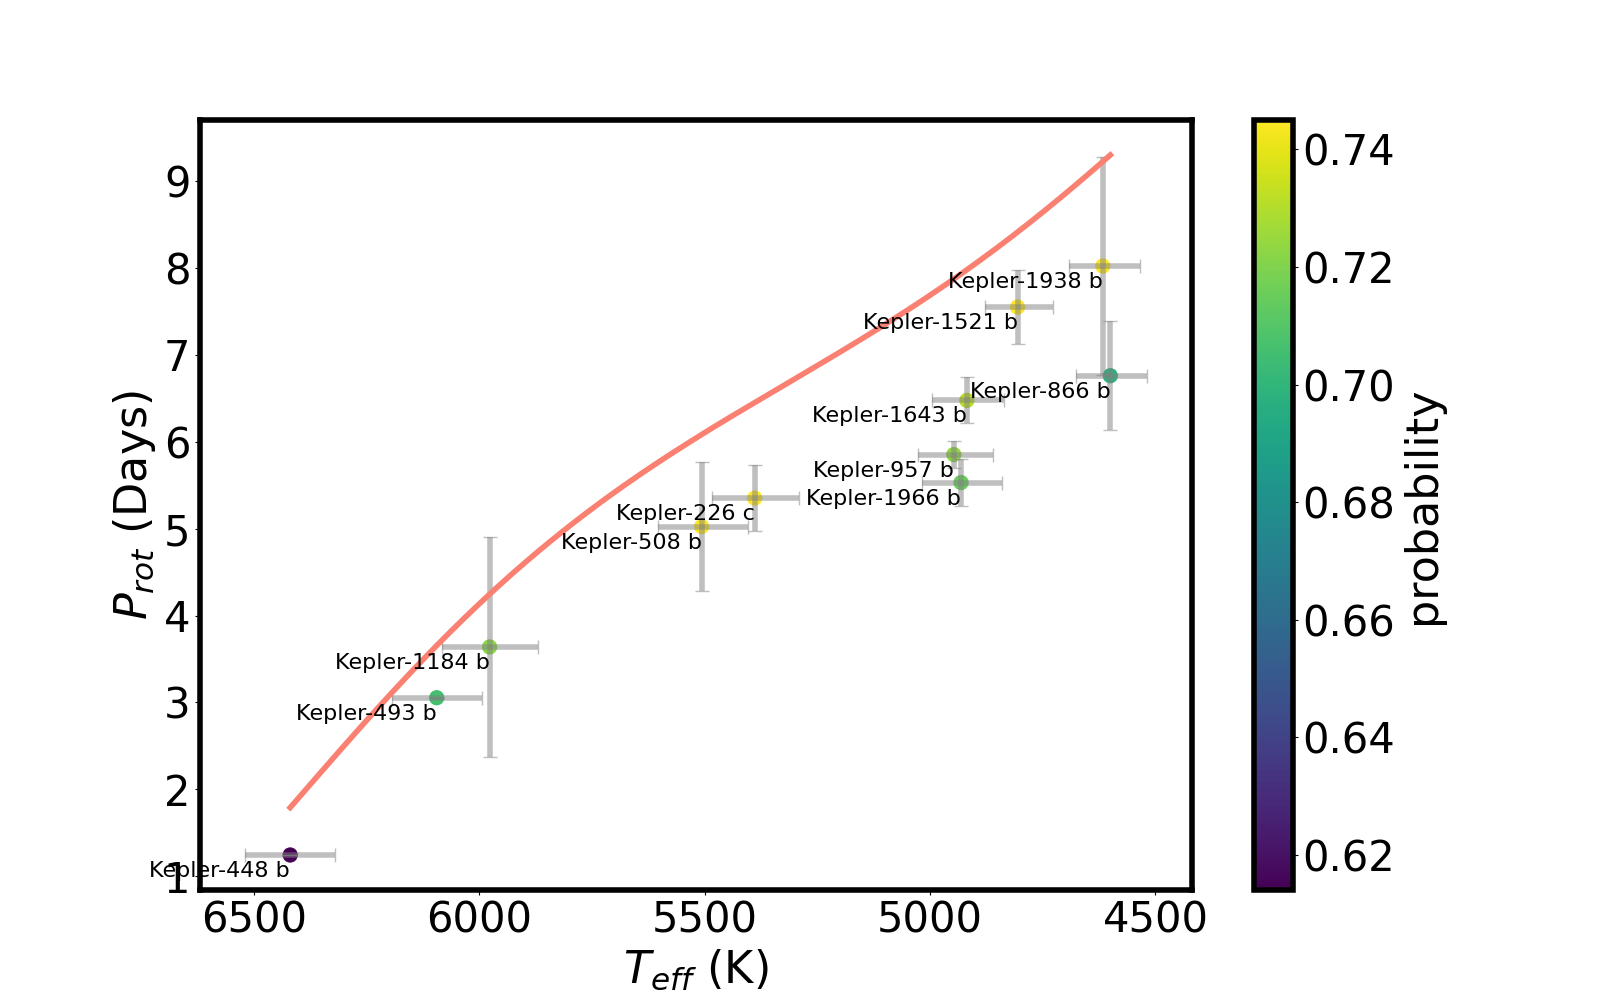 9
8
7
6
5
4
3
2
1
P_rot (Days)
Kepler-1938 b
Kepler-1521 b
Kepler-866 b
Kepler-1643 b
Kepler-957 b
Kepler-1966 b
Kepler-226 c
Kepler-508 b
Kepler-1184 b
Kepler-493 b
Kepler-448 b
6500 6000 5500 5000 4500
T_eff (K)
0.74
0.72
0.70
0.68
0.66
0.64
0.62
probability